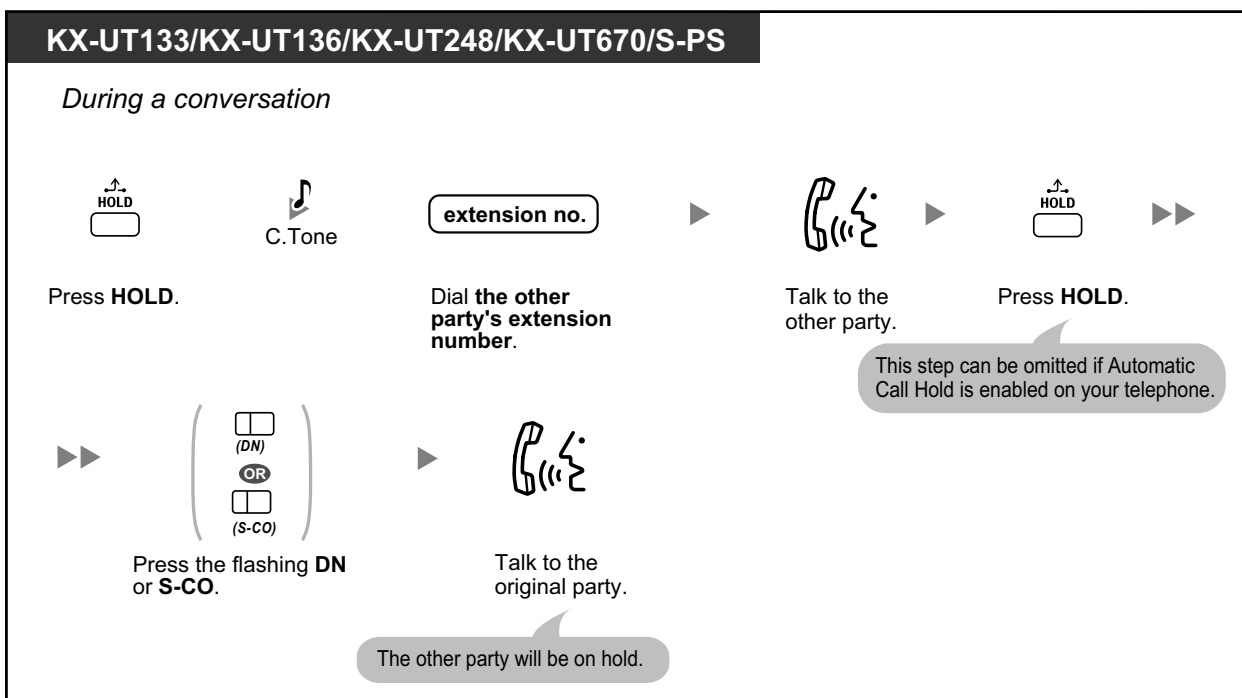 KX-UT133/KX-UT136/KX-UT248/KX-UT670/S-PS
During a conversation
HOLD
C.Tone
extension no.
HOLD
Press HOLD.
Dial the other
party's extension
number.
Talk to the
other party.
Press HOLD.
This step can be omitted if Automatic
Call Hold is enabled on your telephone.
(DN)
OR
(S-CO)
Press the flashing DN
or S-CO.
Talk to the
original party.
The other party will be on hold.